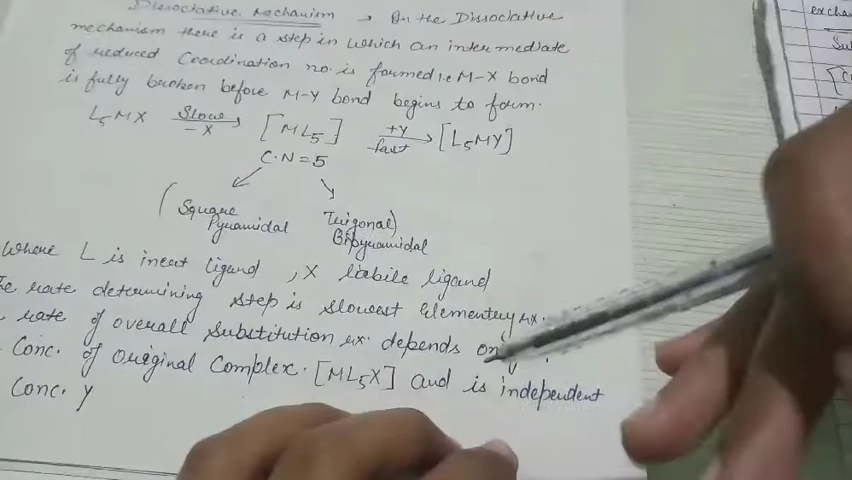 Dissociative Mechanism → In the Dissociative
mechanism there is a step in which an intermediate
of reduced Coordination no. is formed i.e M-X bond
is fully broken before M-Y bond begins to form.
L₅MX Slow -X → [ML₅] +Y fast → [L₅MY]
C.N = 5
(Square Pyramidal Trigonal) Bipyramidal
Where L is inert ligand , X labile ligand
rate determining step is slowest Elementary rx.
rate of overall substitution rx. depends only
Conc. of Original Complex. [ML₅X] and is independent
Conc. Y